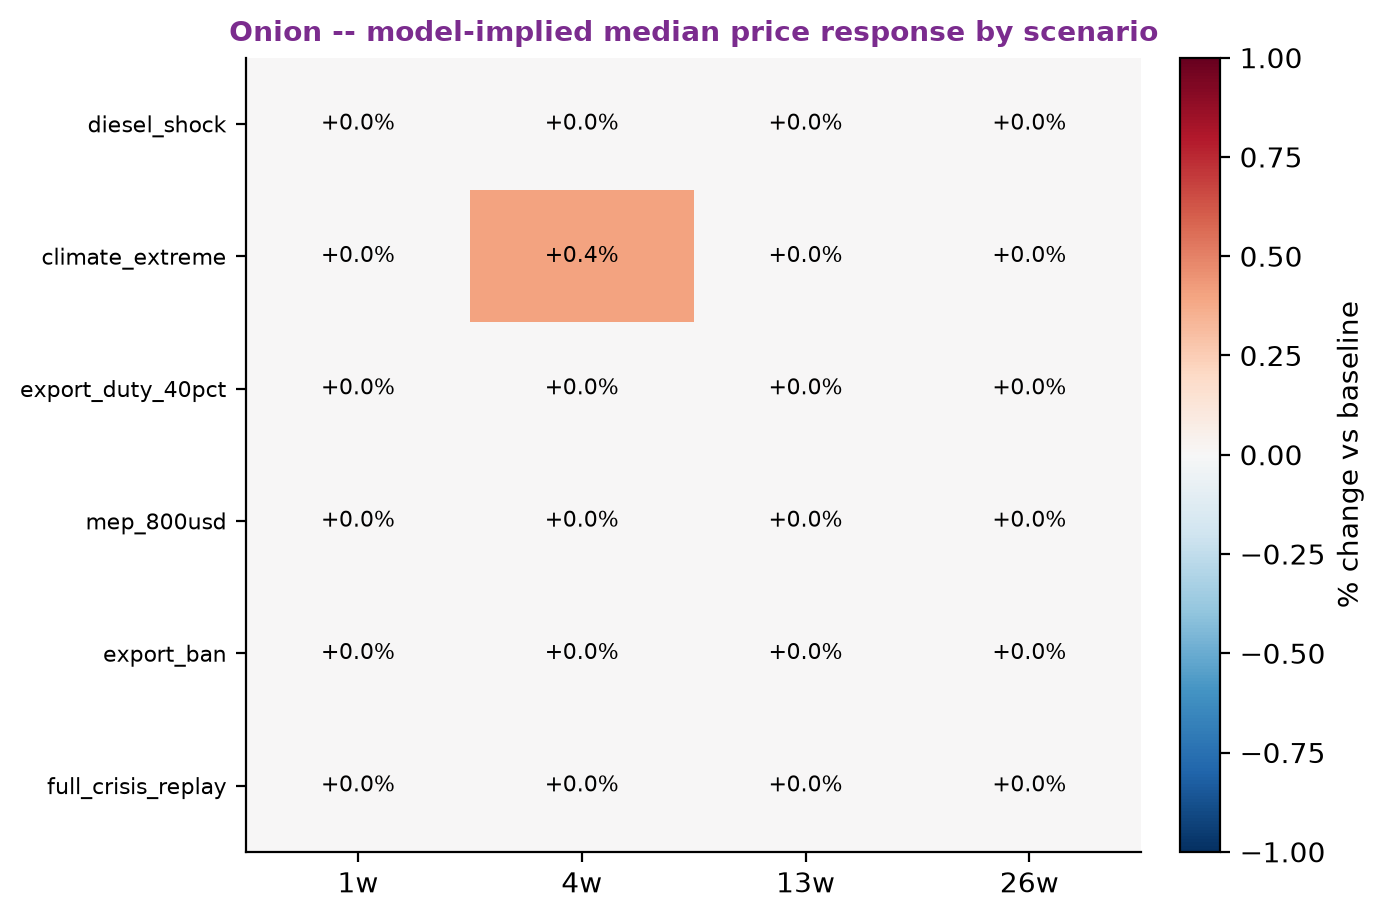 Onion -- model-implied median price response by scenario
diesel_shock +0.0% +0.0% +0.0% +0.0%
climate_extreme +0.0% +0.4% +0.0% +0.0%
export_duty_40pct +0.0% +0.0% +0.0% +0.0%
mep_800usd +0.0% +0.0% +0.0% +0.0%
export_ban +0.0% +0.0% +0.0% +0.0%
full_crisis_replay +0.0% +0.0% +0.0% +0.0%
1w 4w 13w 26w
1.00
0.75
0.50
0.25
0.00
−0.25
−0.50
−0.75
−1.00
% change vs baseline